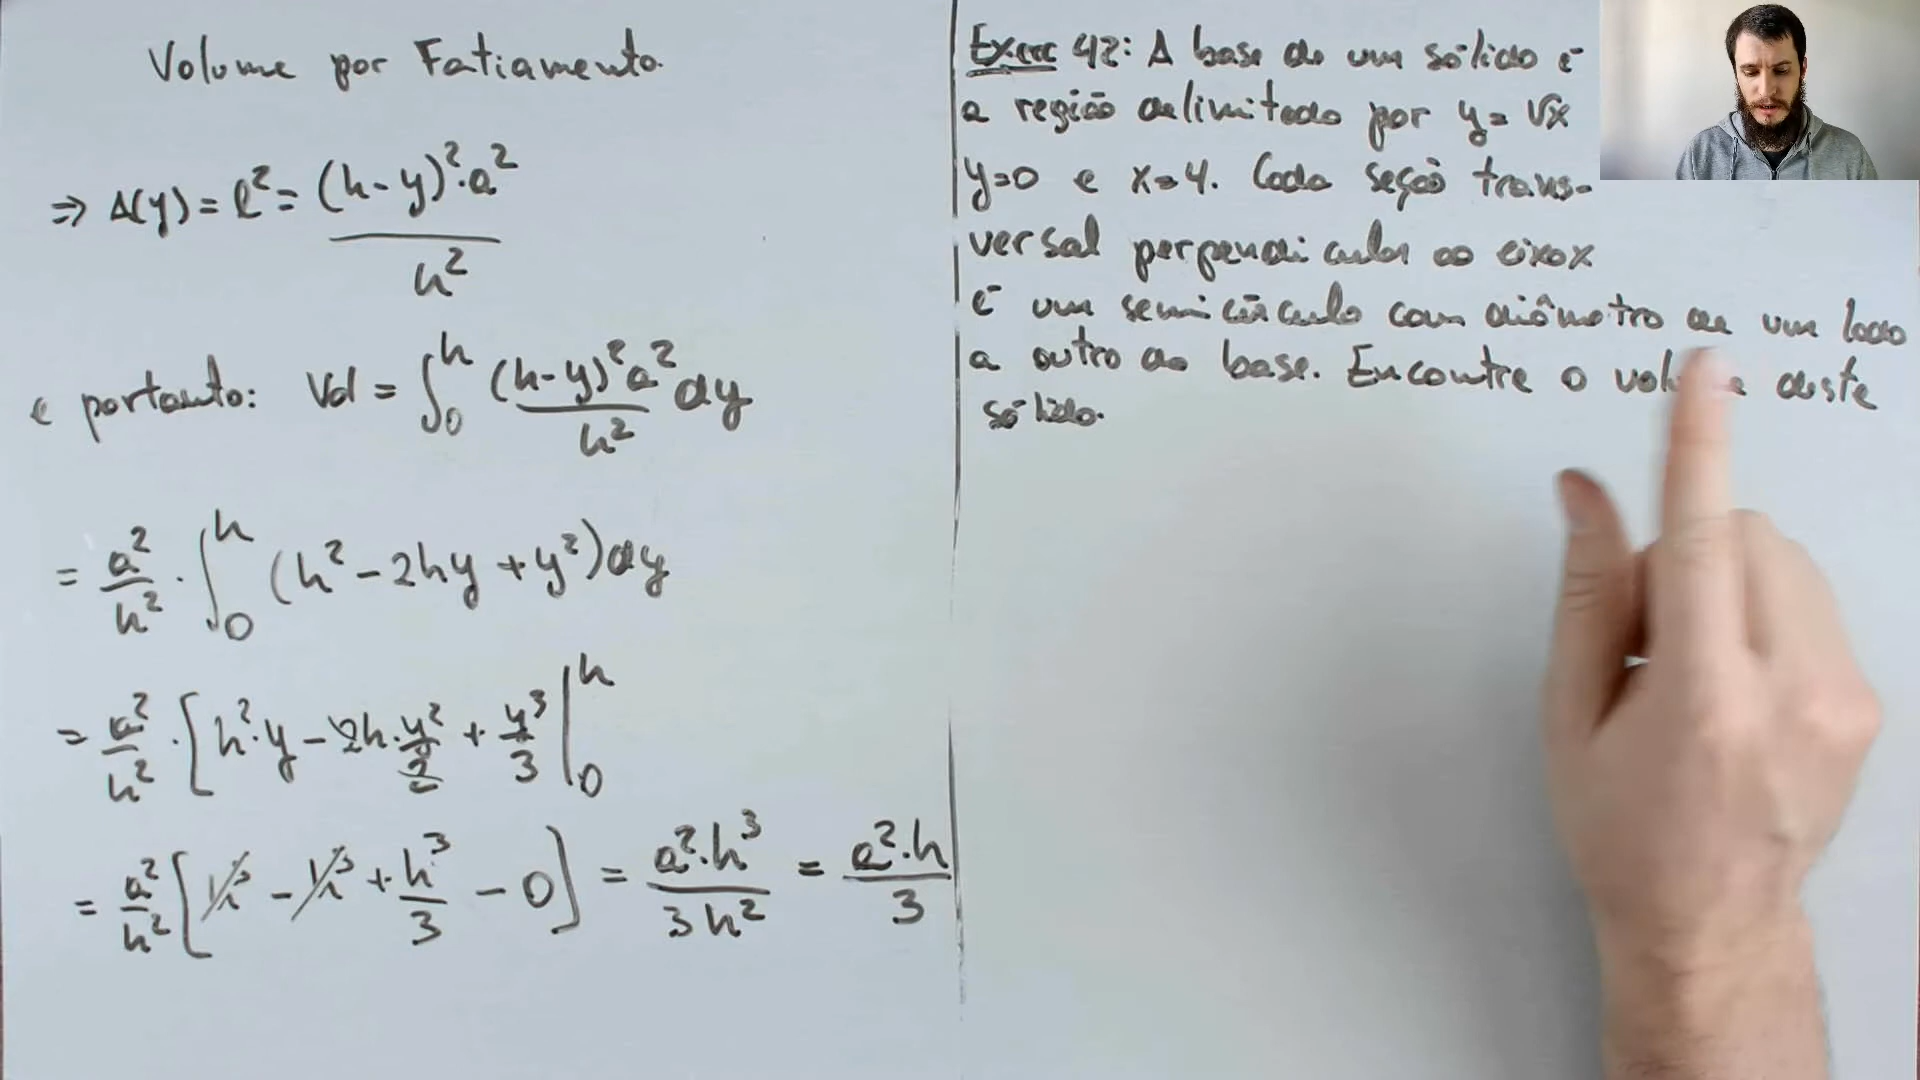 Volume por Fatiamento
⇒ A(y) = l² = (h-y)²·a² / h²
e portanto: Vol = ∫₀ʰ (h-y)²a² / h² dy
= a²/h² · ∫₀ʰ (h² - 2hy + y²)dy
= a²/h² · [h²·y - 2h·y²/2 + y³/3 |₀ʰ
= a²/h² [h³ - h³ + h³/3 - 0] = a²·h³ / 3h² = a²·h / 3
Exerc 42: A base de um sólido é
a região delimitada por y = √x
y=0 e x=4. Cada seção trans-
versal perpendicular ao eixo x
é um semicírculo com diâmetro de um lado
a outro da base. Encontre o volume deste
sólido.